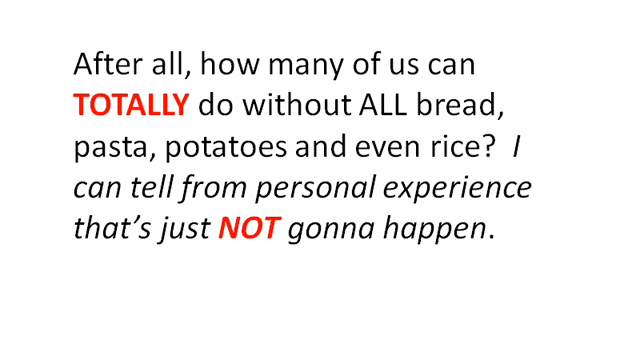 After all, how many of us can
TOTALLY do without ALL bread,
pasta, potatoes and even rice?  I
can tell from personal experience
that’s just NOT gonna happen.